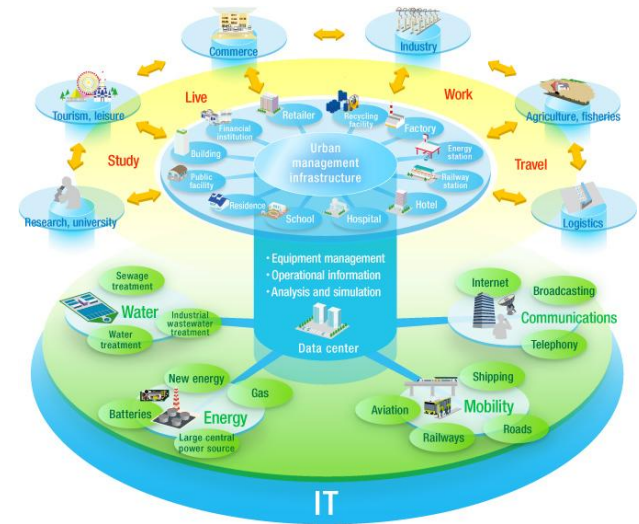 Commerce
Industry
Tourism, leisure
Live
Work
Agriculture, fisheries
Retailer
Recycling
facility
Financial
institution
Factory
Building
Urban
management
infrastructure
Energy
station
Study
Travel
Public
facility
Railway
station
Residence
School
Hospital
Hotel
Research, university
Logistics
・Equipment management
・Operational information
・Analysis and simulation
Data center
Sewage
treatment
Water
Industrial
wastewater
treatment
Water
treatment
Internet
Broadcasting
Communications
Telephony
New energy
Gas
Batteries
Energy
Large central
power source
Shipping
Aviation
Mobility
Railways
Roads
IT